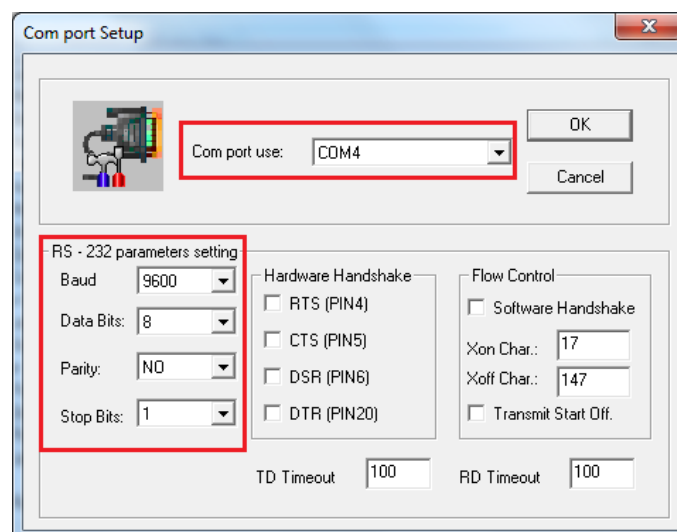 Com port Setup
Com port use: COM4
OK
Cancel
RS - 232 parameters setting
Baud 9600
Data Bits: 8
Parity: NO
Stop Bits: 1
Hardware Handshake
RTS (PIN4)
CTS (PIN5)
DSR (PIN6)
DTR (PIN20)
Flow Control
Software Handshake
Xon Char.: 17
Xoff Char.: 147
Transmit Start Off.
TD Timeout 100
RD Timeout 100